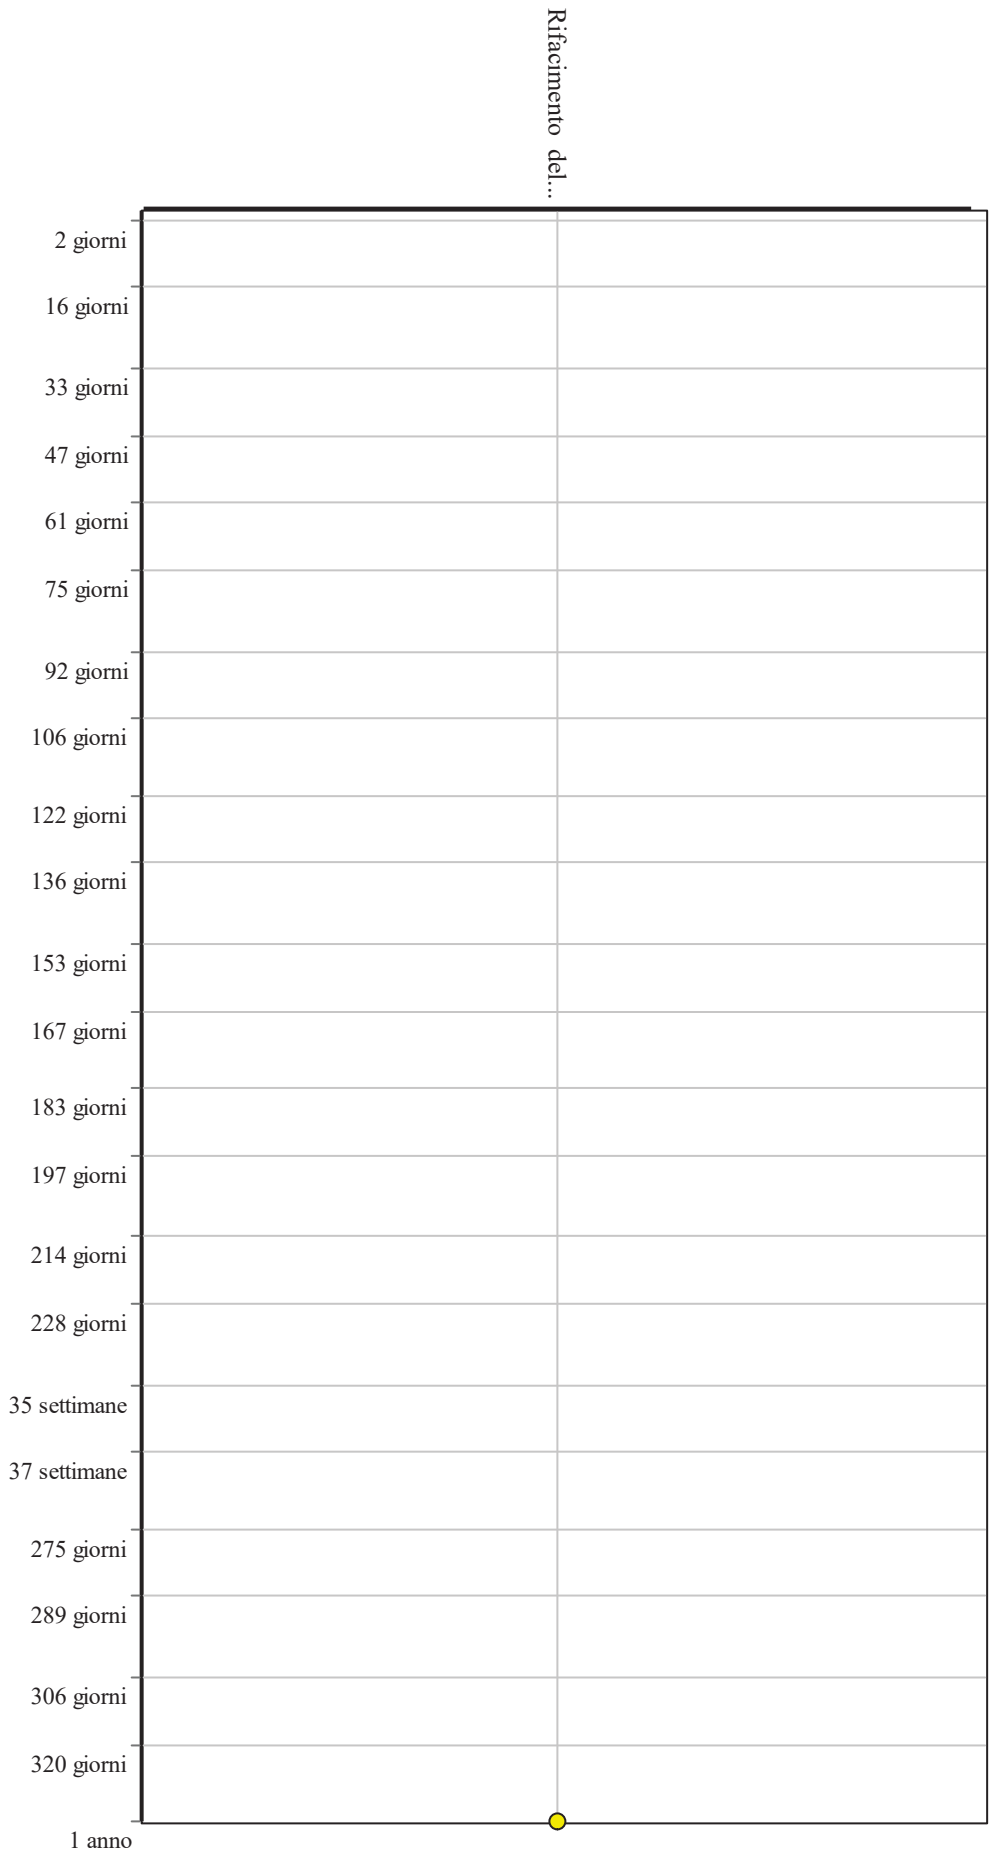 Rifacimento del...
2 giorni
16 giorni
33 giorni
47 giorni
61 giorni
75 giorni
92 giorni
106 giorni
122 giorni
136 giorni
153 giorni
167 giorni
183 giorni
197 giorni
214 giorni
228 giorni
35 settimane
37 settimane
275 giorni
289 giorni
306 giorni
320 giorni
1 anno